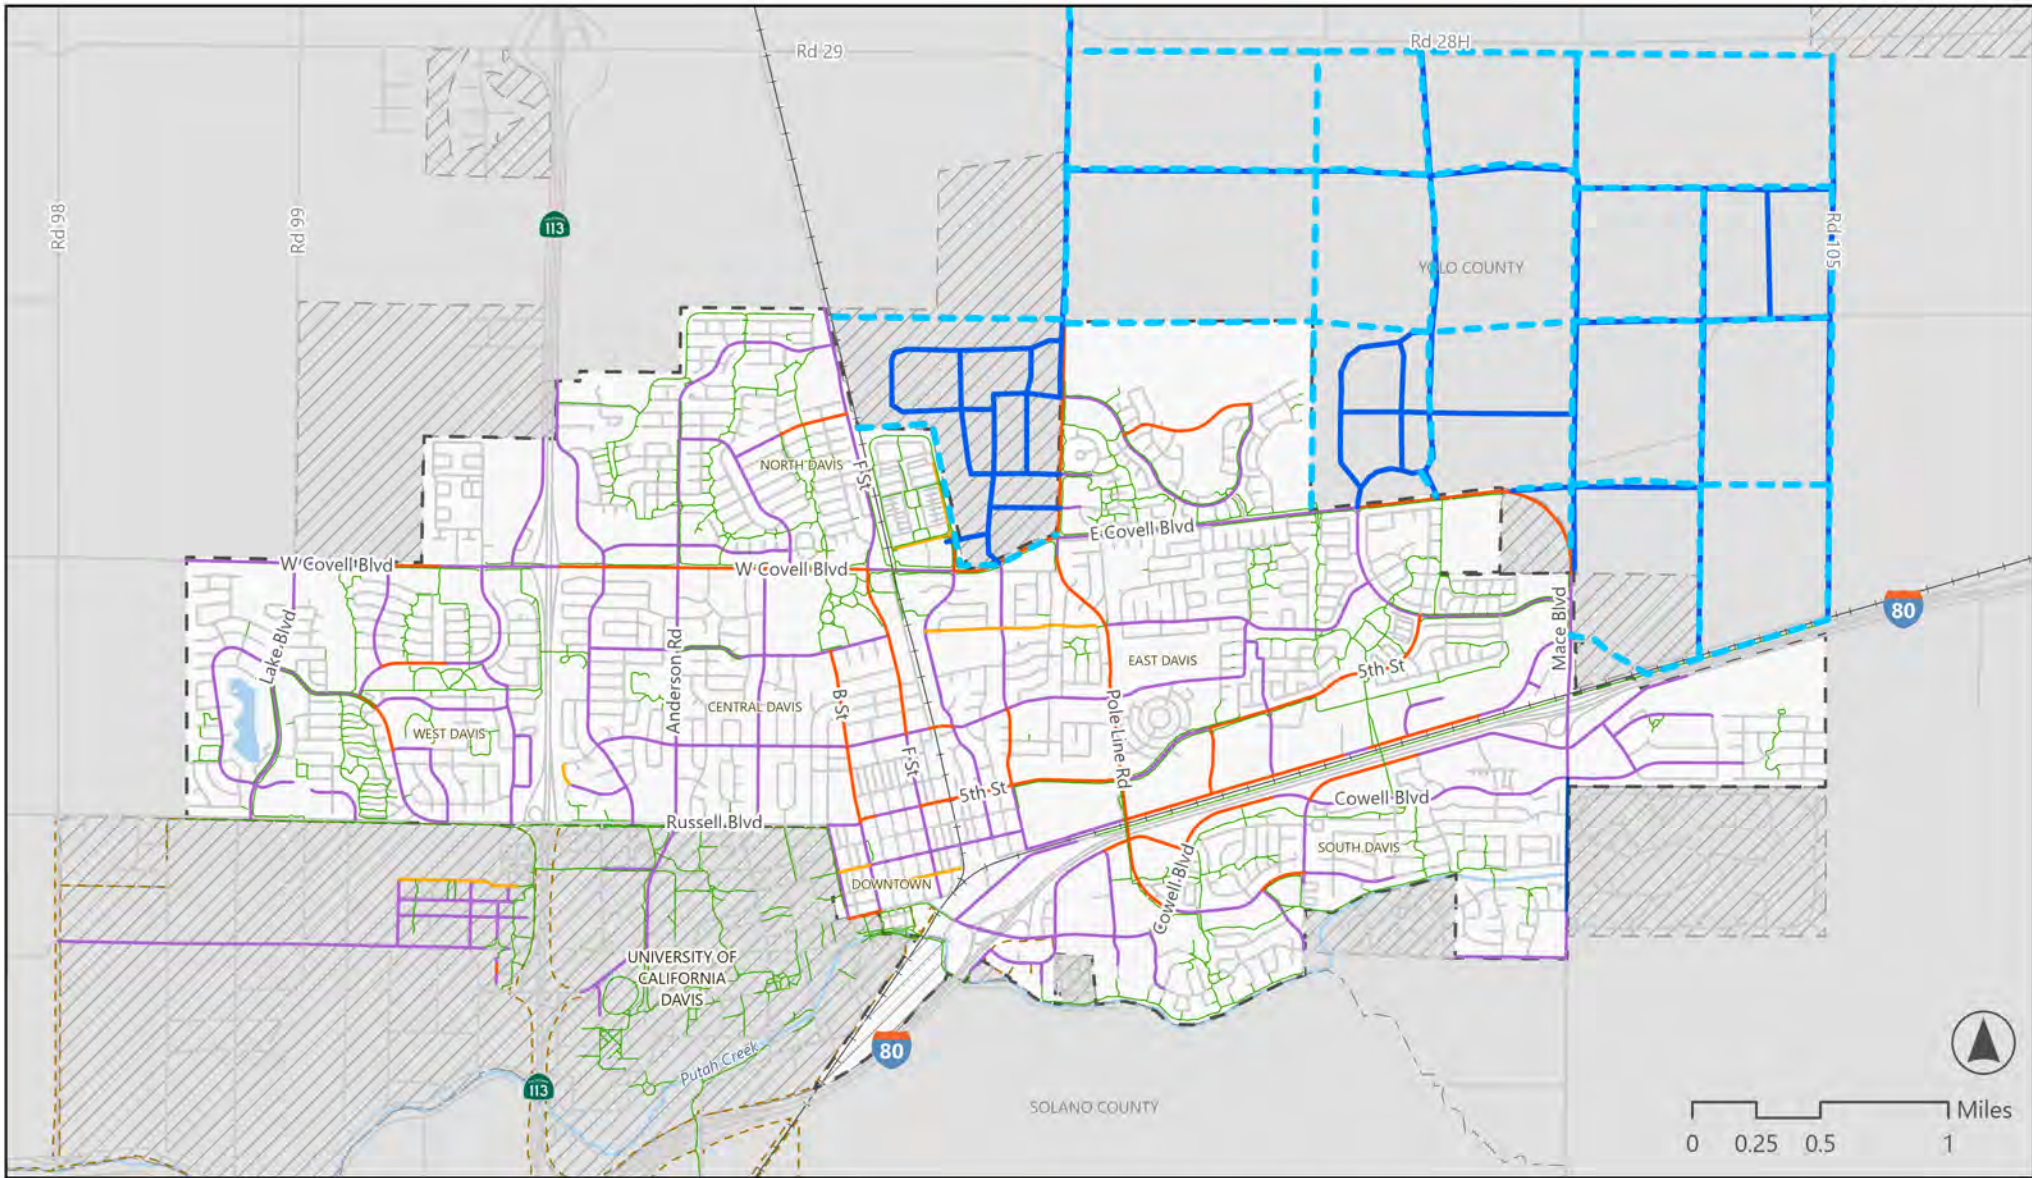 Rd 29
Rd 28H
Rd 98
Rd 99
113
Rd 105
YOLO COUNTY
NORTH DAVIS
F St
E Covell Blvd
W Covell Blvd
W Covell Blvd
80
Lake Blvd
Anderson Rd
Mace Blvd
EAST DAVIS
5th St
B St
CENTRAL DAVIS
Pole Line Rd
WEST DAVIS
F St
5th St
Cowell Blvd
Russell Blvd
SOUTH DAVIS
DOWNTOWN
Cowell Blvd
UNIVERSITY OF
CALIFORNIA
DAVIS
80
Putah Creek
113
SOLANO COUNTY
Miles
0 0.25 0.5 1